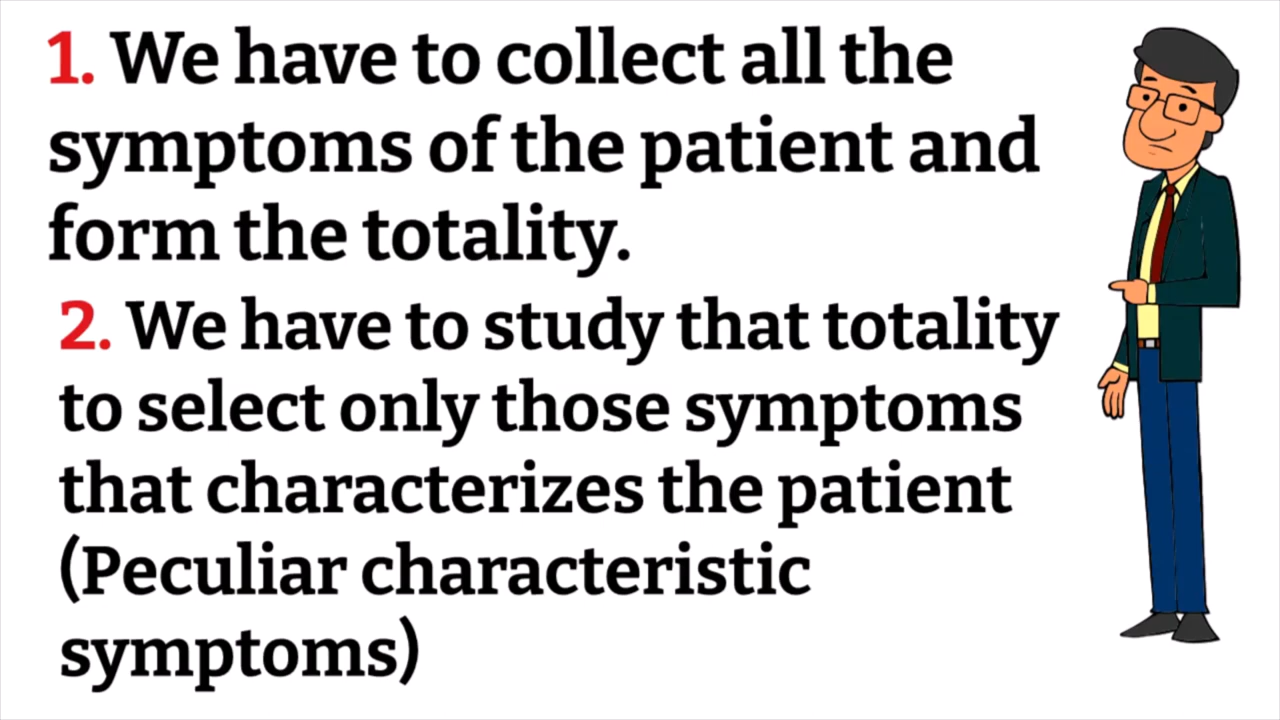 1. We have to collect all the
symptoms of the patient and
form the totality.
2. We have to study that totality
to select only those symptoms
that characterizes the patient
(Peculiar characteristic
symptoms)